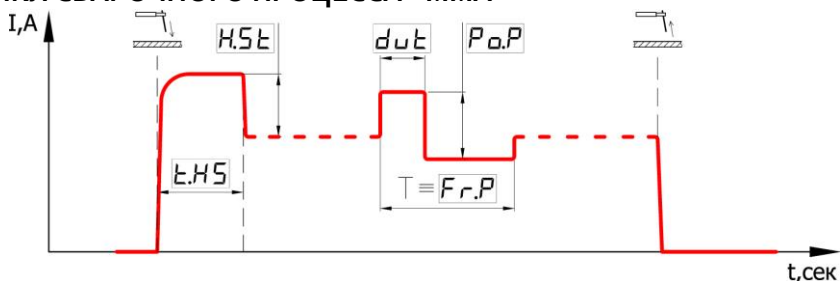 I,A
H.St
dut
Po.P
t.HS
T ≡ Fr.P
t,сек